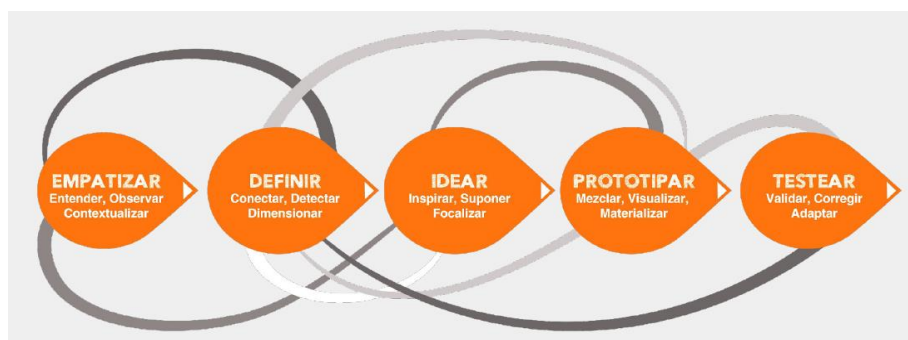 EMPATIZAR
Entender, Observar
Contextualizar
DEFINIR
Conectar, Detectar
Dimensionar
IDEAR
Inspirar, Suponer
Focalizar
PROTOTIPAR
Mezclar, Visualizar,
Materializar
TESTEAR
Validar, Corregir
Adaptar